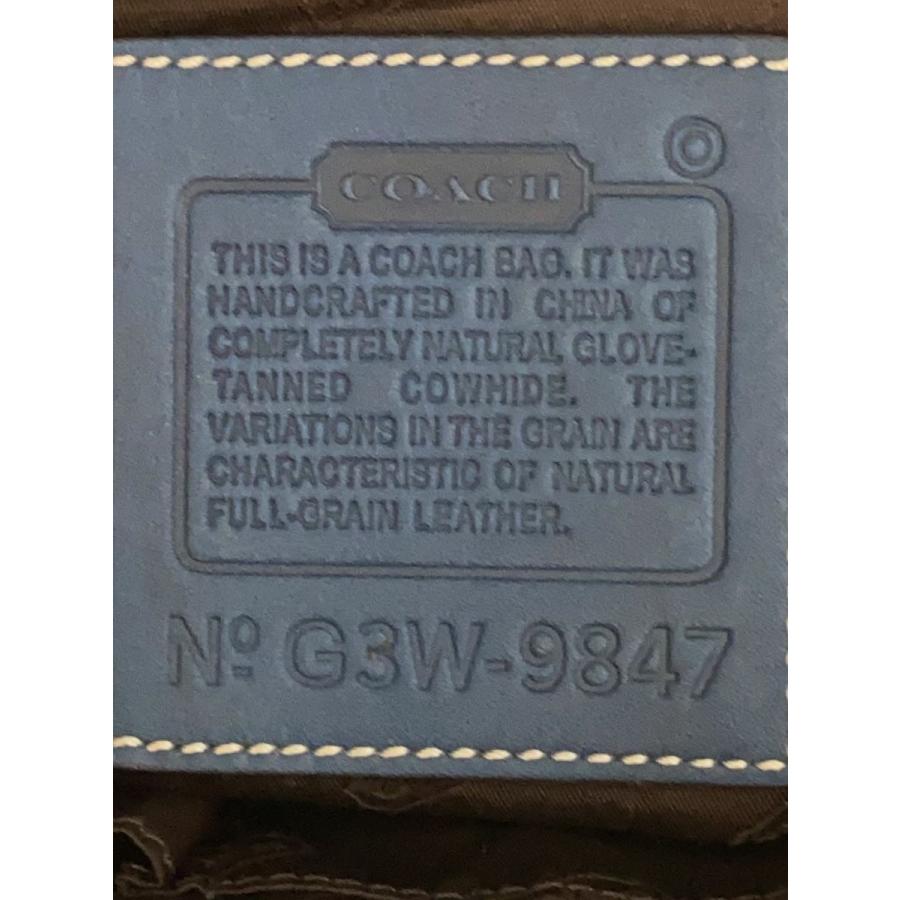 COACH
THIS IS A COACH BAG. IT WAS
HANDCRAFTED IN CHINA OF
COMPLETELY NATURAL GLOVE-
TANNED COWHIDE. THE
VARIATIONS IN THE GRAIN ARE
CHARACTERISTIC OF NATURAL
FULL-GRAIN LEATHER.
Nº G3W-9847